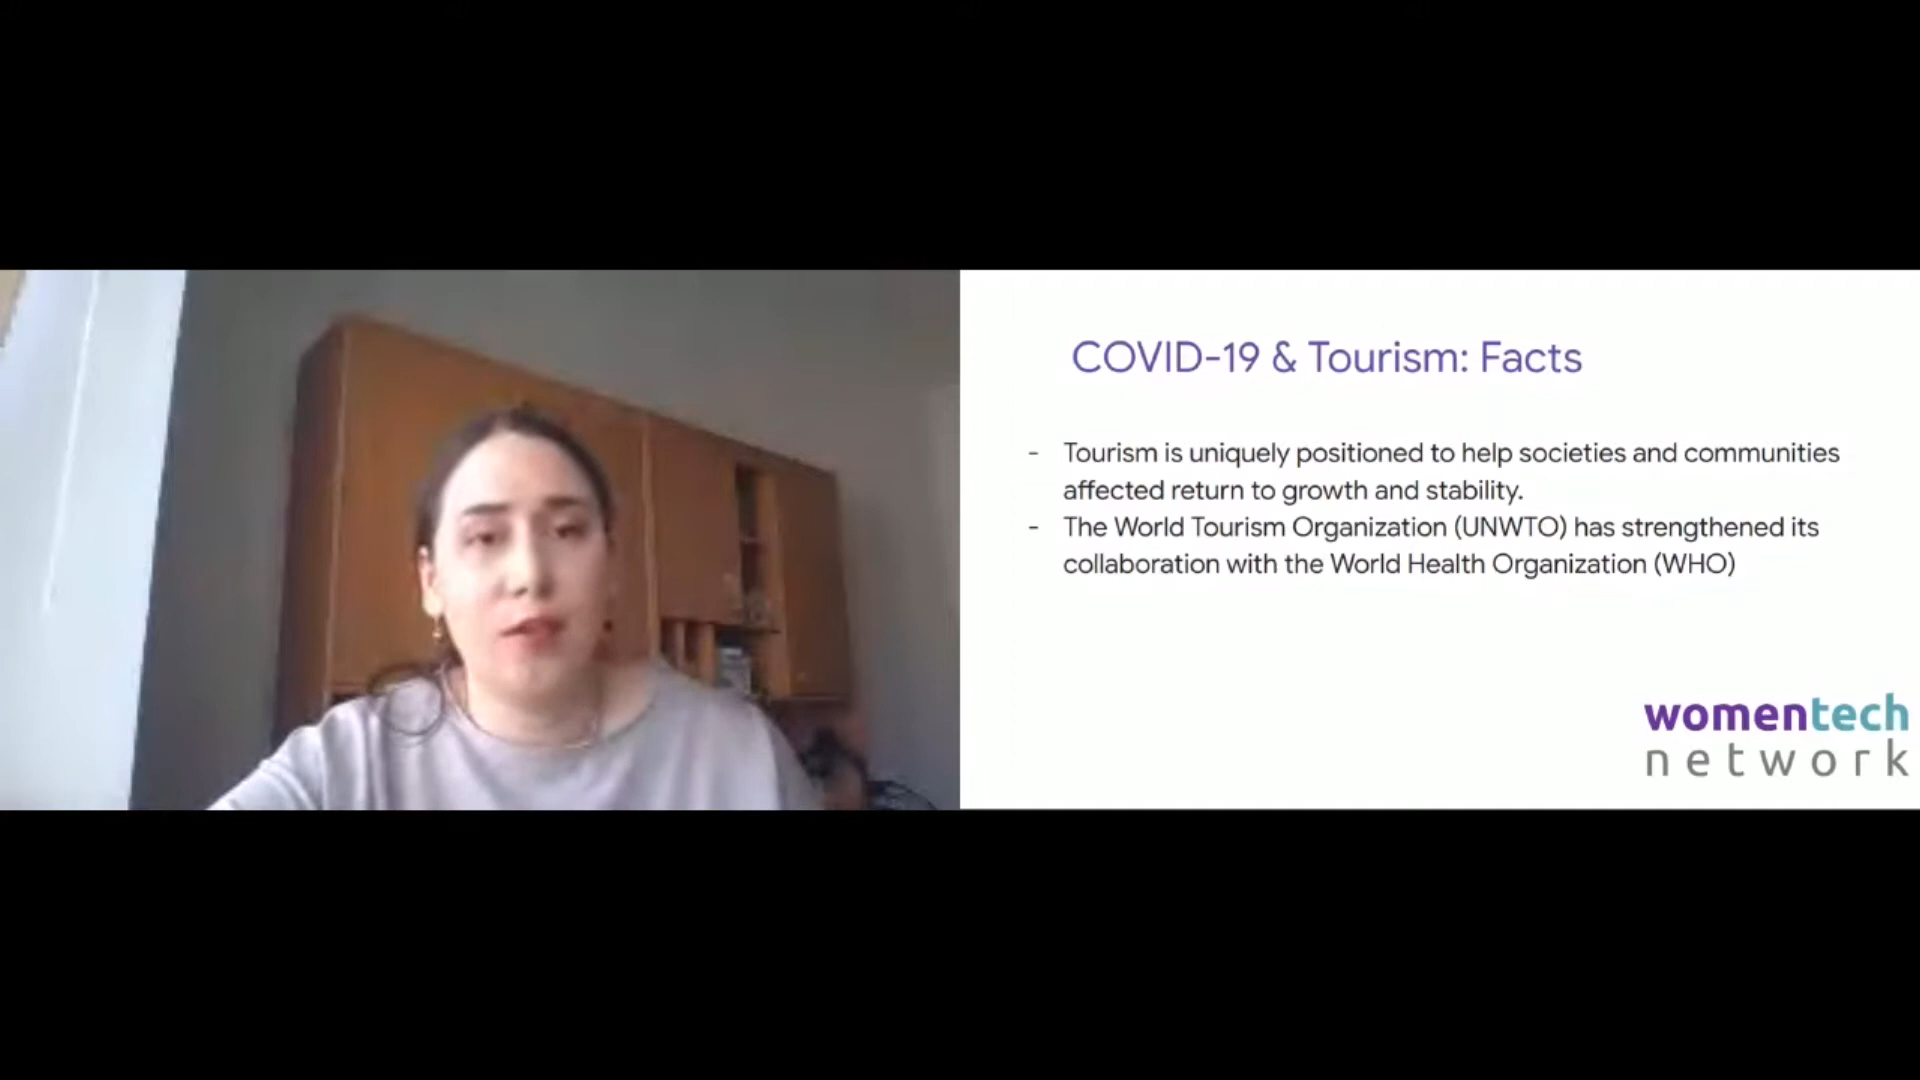 COVID-19 & Tourism: Facts
- Tourism is uniquely positioned to help societies and communities
affected return to growth and stability.
- The World Tourism Organization (UNWTO) has strengthened its
collaboration with the World Health Organization (WHO)
womentech
network